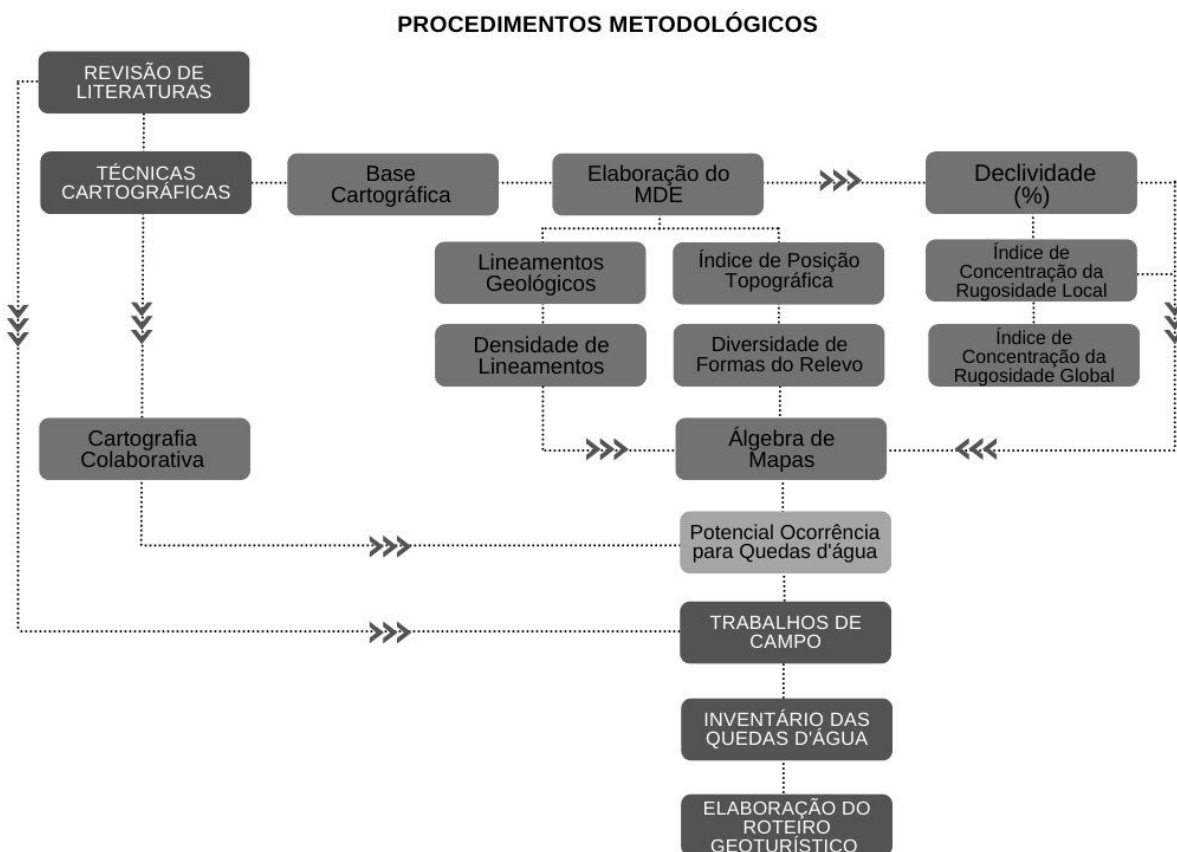 PROCEDIMENTOS METODOLÓGICOS
REVISÃO DE
LITERATURAS
TÉCNICAS
CARTOGRÁFICAS
Base
Cartográfica
Elaboração do
MDE
Declividade
(%)
Lineamentos
Geológicos
Índice de Posição
Topográfica
Índice de
Concentração da
Rugosidade Local
Densidade de
Lineamentos
Diversidade de
Formas do Relevo
Índice de
Concentração da
Rugosidade Global
Cartografia
Colaborativa
Álgebra de
Mapas
Potencial Ocorrência
para Quedas d'água
TRABALHOS DE
CAMPO
INVENTÁRIO DAS
QUEDAS D'ÁGUA
ELABORAÇÃO DO
ROTEIRO
GEOTURÍSTICO